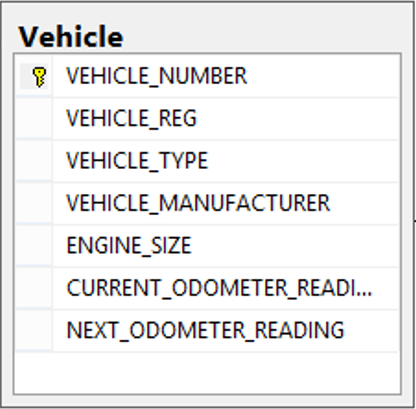 Vehicle
VEHICLE_NUMBER
VEHICLE_REG
VEHICLE_TYPE
VEHICLE_MANUFACTURER
ENGINE_SIZE
CURRENT_ODOMETER_READI...
NEXT_ODOMETER_READING